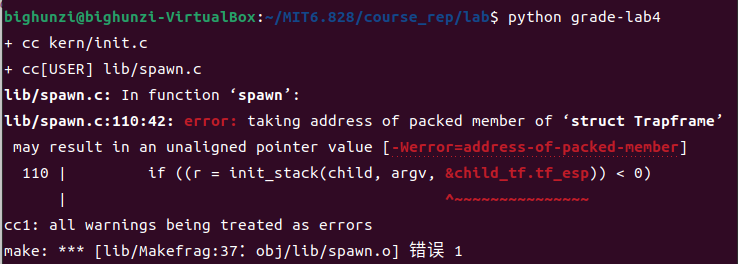 bighunzi@bighunzi-VirtualBox:~/MIT6.828/course_rep/lab$ python grade-lab4
+ cc kern/init.c
+ cc[USER] lib/spawn.c
lib/spawn.c: In function ‘spawn’:
lib/spawn.c:110:42: error: taking address of packed member of ‘struct Trapframe’
may result in an unaligned pointer value [-Werror=address-of-packed-member]
110 |         if ((r = init_stack(child, argv, &child_tf.tf_esp)) < 0)
|                                          ^~~~~~~~~~~~~~~~
cc1: all warnings being treated as errors
make: *** [lib/Makefrag:37：obj/lib/spawn.o] 错误 1